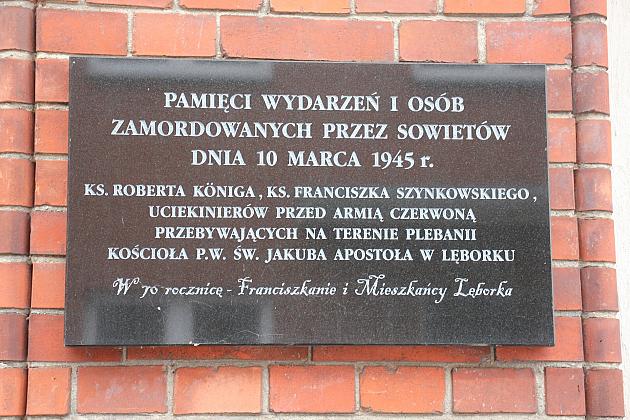 PAMIĘCI WYDARZEŃ I OSÓB
ZAMORDOWANYCH PRZEZ SOWIETÓW
DNIA 10 MARCA 1945 r.
KS. ROBERTA KÖNIGA, KS. FRANCISZKA SZYNKOWSKIEGO,
UCIEKINIERÓW PRZED ARMIĄ CZERWONĄ
PRZEBYWAJĄCYCH NA TERENIE PLEBANII
KOŚCIOŁA P.W. ŚW. JAKUBA APOSTOŁA W LĘBORKU
W 70 rocznicę - Franciszkanie i Mieszkańcy Lęborka